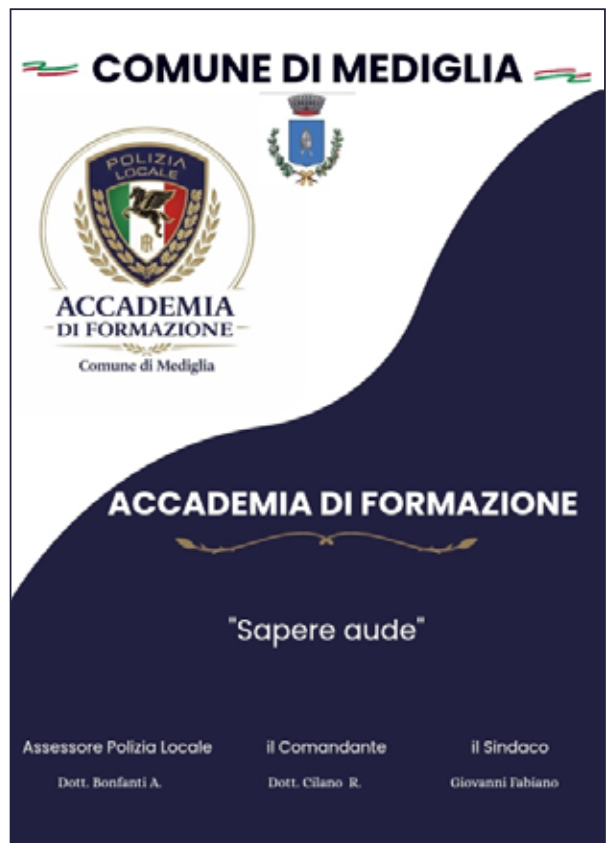 COMUNE DI MEDIGLIA
POLIZIA
LOCALE
ACCADEMIA
DI FORMAZIONE
Comune di Mediglia
ACCADEMIA DI FORMAZIONE
"Sapere aude"
Assessore Polizia Locale il Comandante il Sindaco
Dott. Bonfanti A. Dott. Cilano R. Giovanni Fabiano